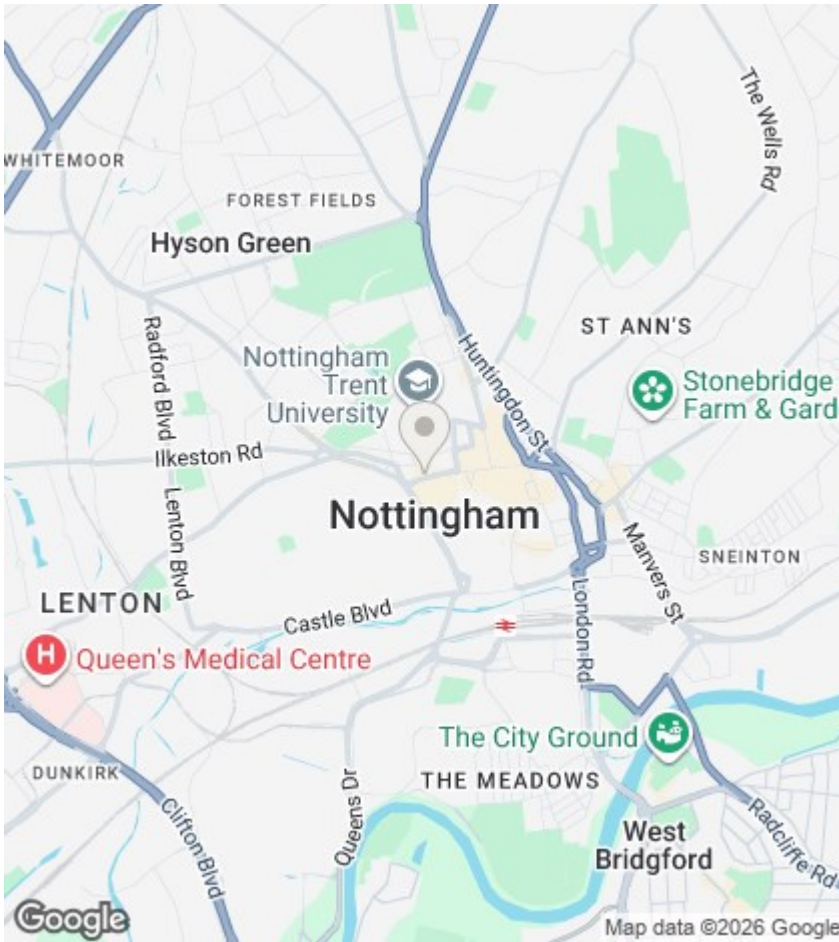 The Wells Rd
WHITEMOOR
FOREST FIELDS
Hyson Green
ST ANN'S
Huntingdon St
Nottingham
Trent
University
Radford Blvd
Stonebridge
Farm & Gard
Ilkeston Rd
Lenton Blvd
Nottingham
Manvers St
SNEINTON
LENTON
Castle Blvd
London Rd
H
Queen's Medical Centre
The City Ground
DUNKIRK
THE MEADOWS
Queens Dr
Clifton Blvd
Radcliffe Rd
West
Bridgford
Google
Map data ©2026 Google